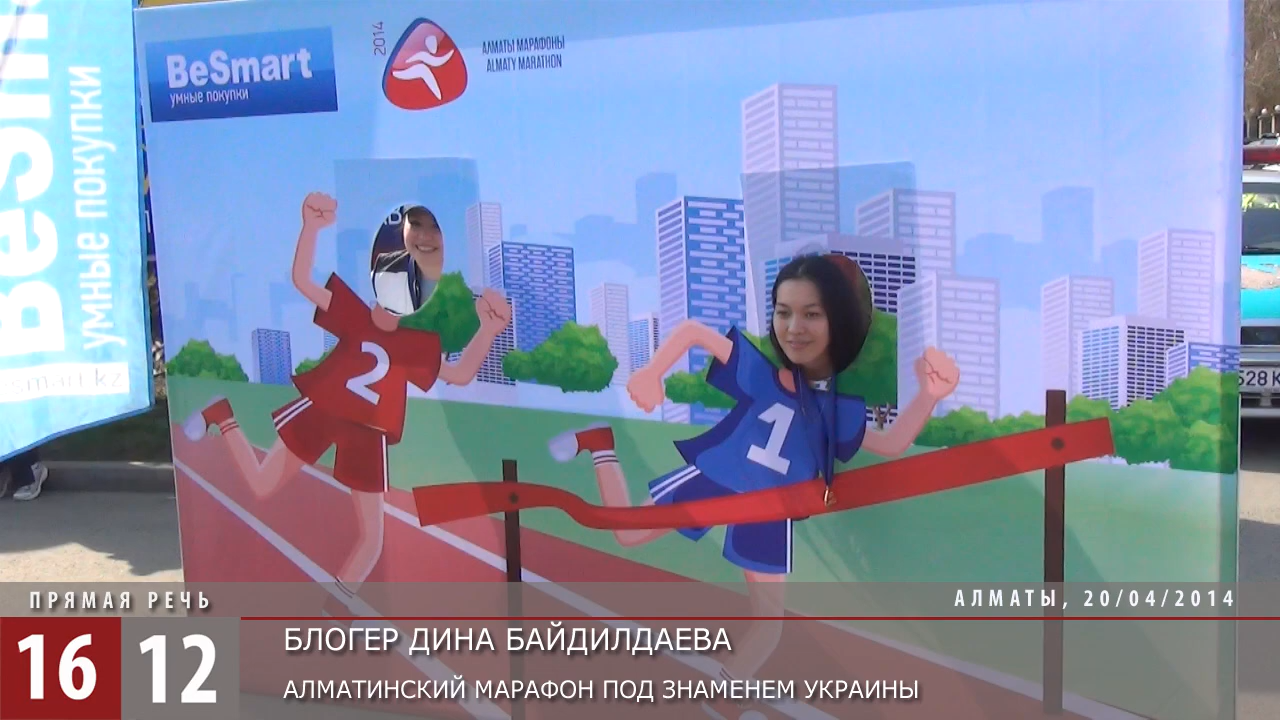 BeSmart
умные покупки
2014
АЛМАТЫ МАРАФОНЫ
ALMATY MARATHON
умные покупки
smart.kz
2
1
528
ПРЯМАЯ РЕЧЬ
АЛМАТЫ, 20/04/2014
16 12
БЛОГЕР ДИНА БАЙДИЛДАЕВА
АЛМАТИНСКИЙ МАРАФОН ПОД ЗНАМЕНЕМ УКРАИНЫ